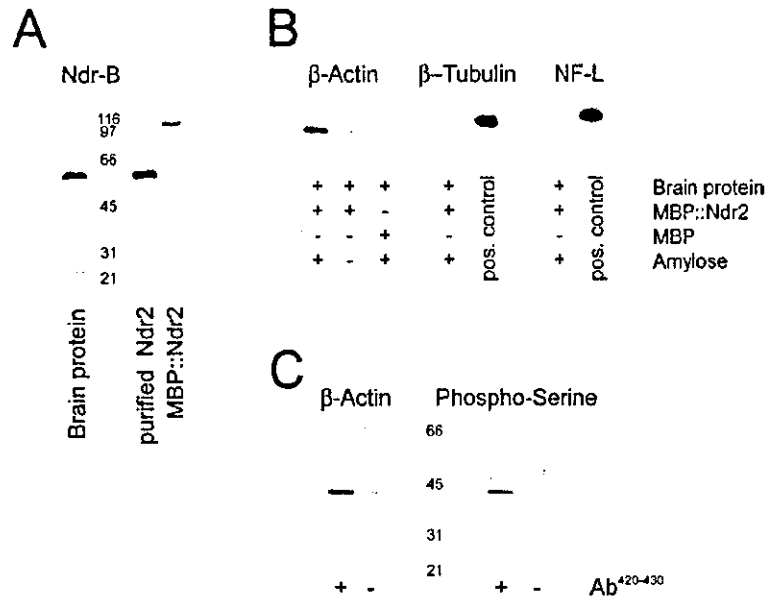 A
Ndr-B
116
97
66
45
31
21
Brain protein
purified Ndr2
MBP::Ndr2
B
β-Actin β–Tubulin NF-L
+ + + + pos. control + pos. control Brain protein
+ + - + + MBP::Ndr2
- - + - - MBP
+ - + + + Amylose
C
β-Actin Phospho-Serine
66
45
31
21
+ - + - Ab420-430